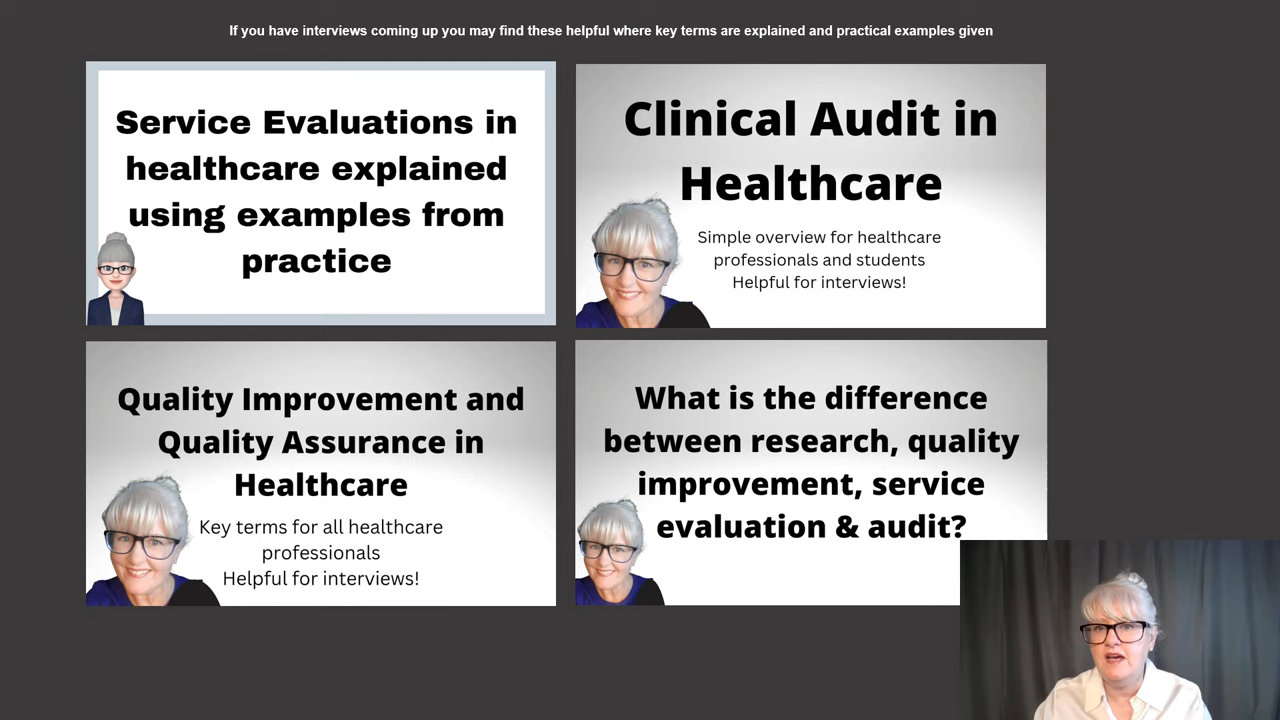 If you have interviews coming up you may find these helpful where key terms are explained and practical examples given
Service Evaluations in
healthcare explained
using examples from
practice
Clinical Audit in
Healthcare
Simple overview for healthcare
professionals and students
Helpful for interviews!
Quality Improvement and
Quality Assurance in
Healthcare
Key terms for all healthcare
professionals
Helpful for interviews!
What is the difference
between research, quality
improvement, service
evaluation & audit?